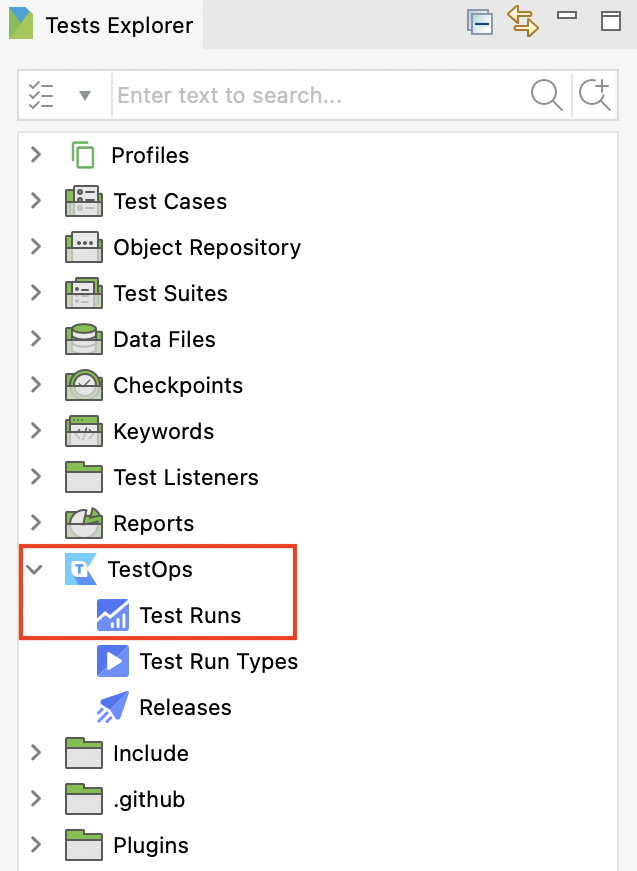 Tests Explorer
Enter text to search...
Profiles
Test Cases
Object Repository
Test Suites
Data Files
Checkpoints
Keywords
Test Listeners
Reports
TestOps
Test Runs
Test Run Types
Releases
Include
.github
Plugins